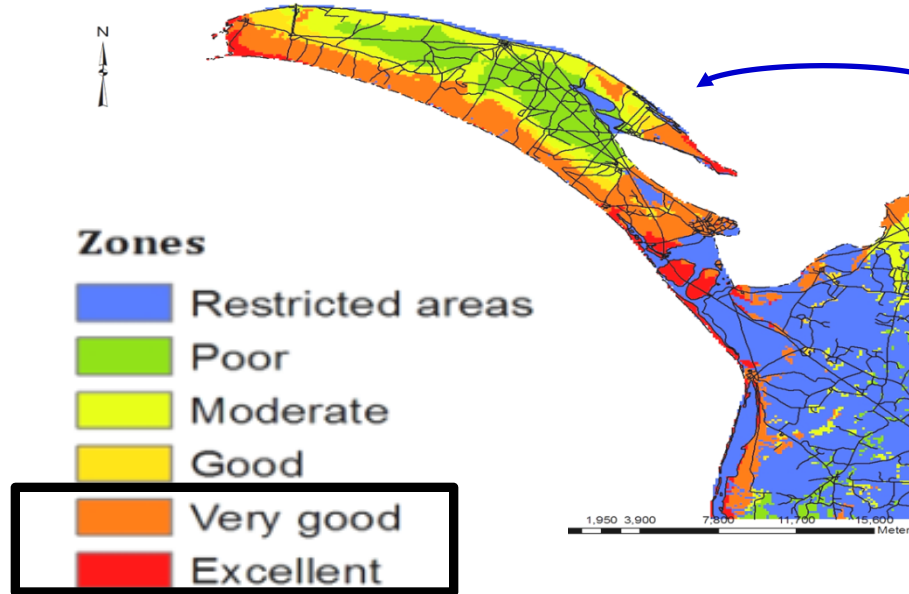 N
Zones
Restricted areas
Poor
Moderate
Good
Very good
Excellent
1,950 3,900 7,800 11,700 15,600
Meter